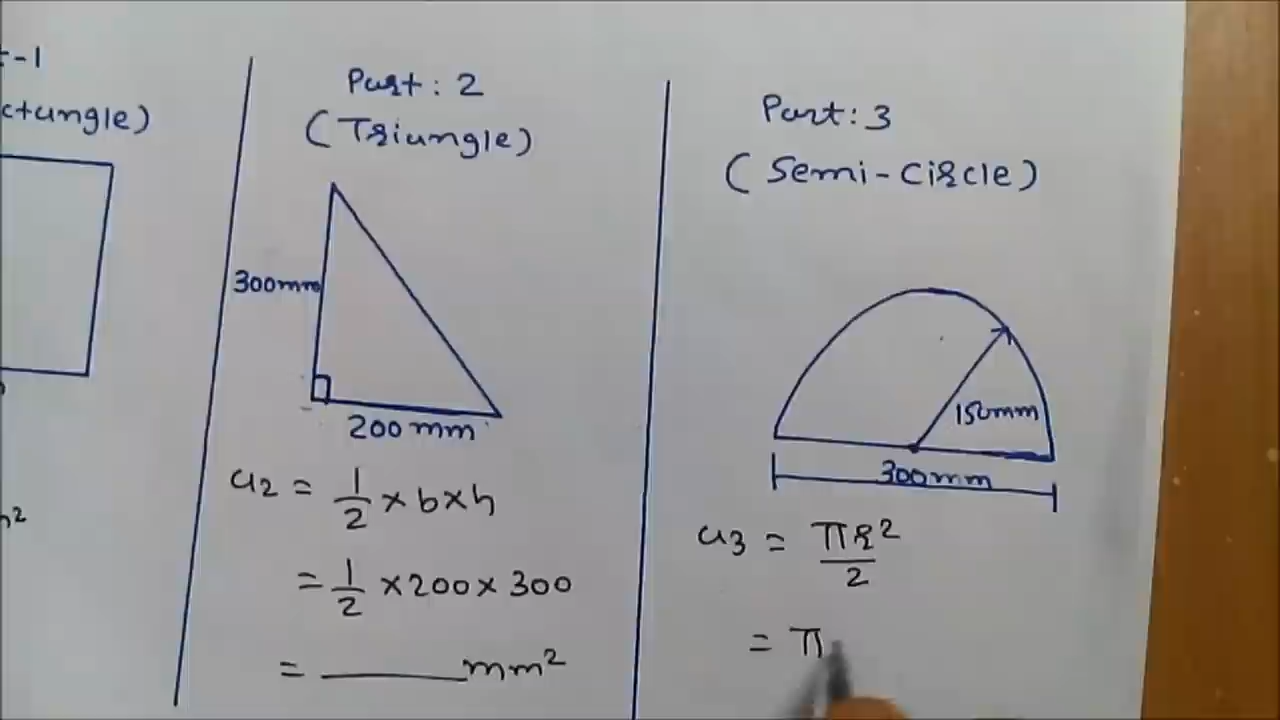 t-1
ctangle)
Part: 2
(Triangle)
300mm
200 mm
a2 = 1/2 × b × h
= 1/2 × 200 × 300
= ______ mm²
Part: 3
(Semi-Circle)
150mm
300mm
a3 = πr²/2
= π